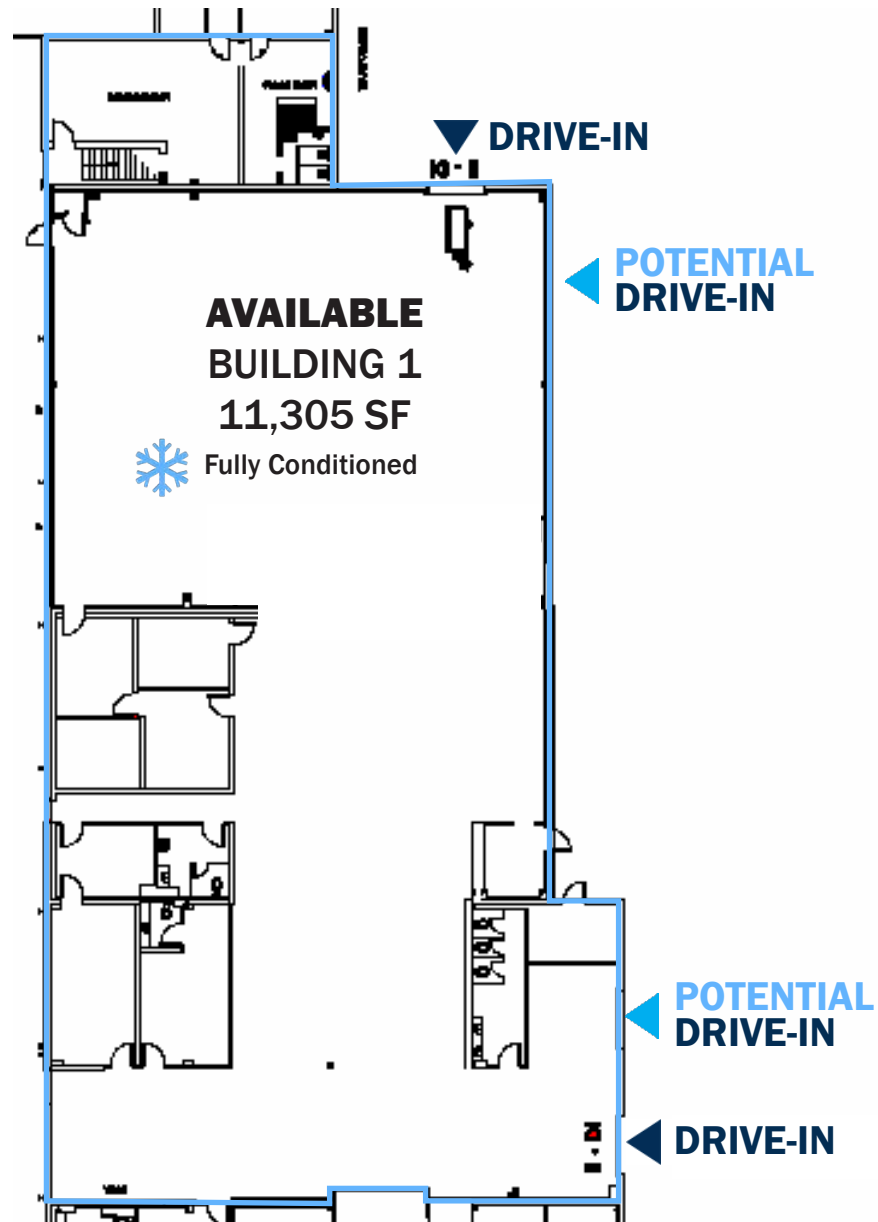 DRIVE-IN
POTENTIAL
DRIVE-IN
AVAILABLE
BUILDING 1
11,305 SF
Fully Conditioned
POTENTIAL
DRIVE-IN
DRIVE-IN